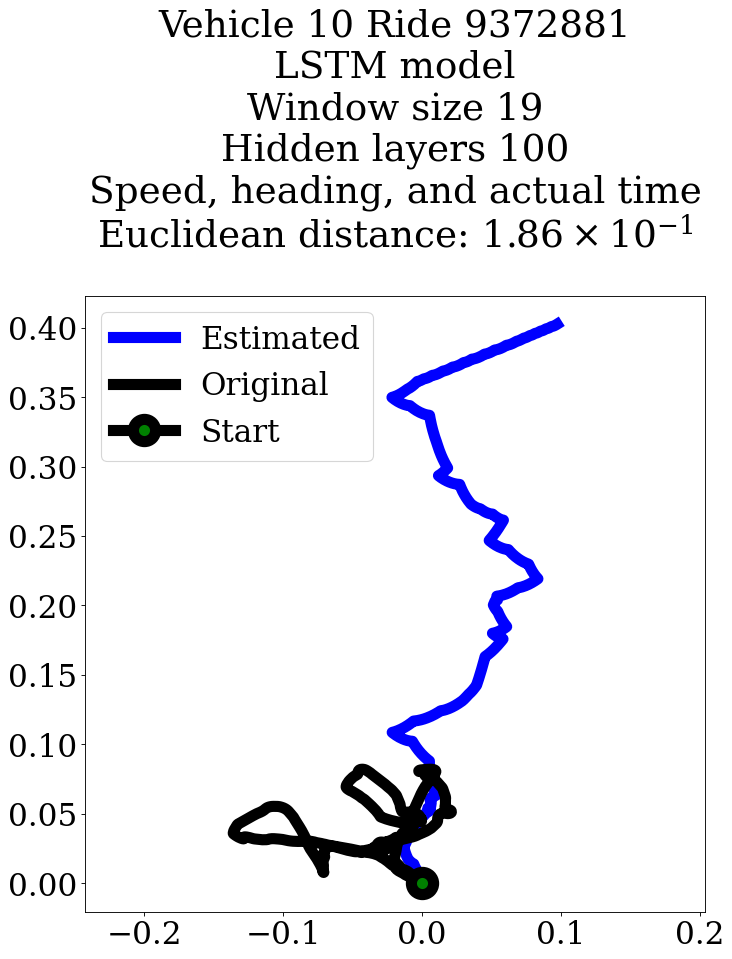 Vehicle 10 Ride 9372881
LSTM model
Window size 19
Hidden layers 100
Speed, heading, and actual time
Euclidean distance: 1.86 × 10⁻¹
Estimated
Original
Start
0.40
0.35
0.30
0.25
0.20
0.15
0.10
0.05
0.00
−0.2
−0.1
0.0
0.1
0.2